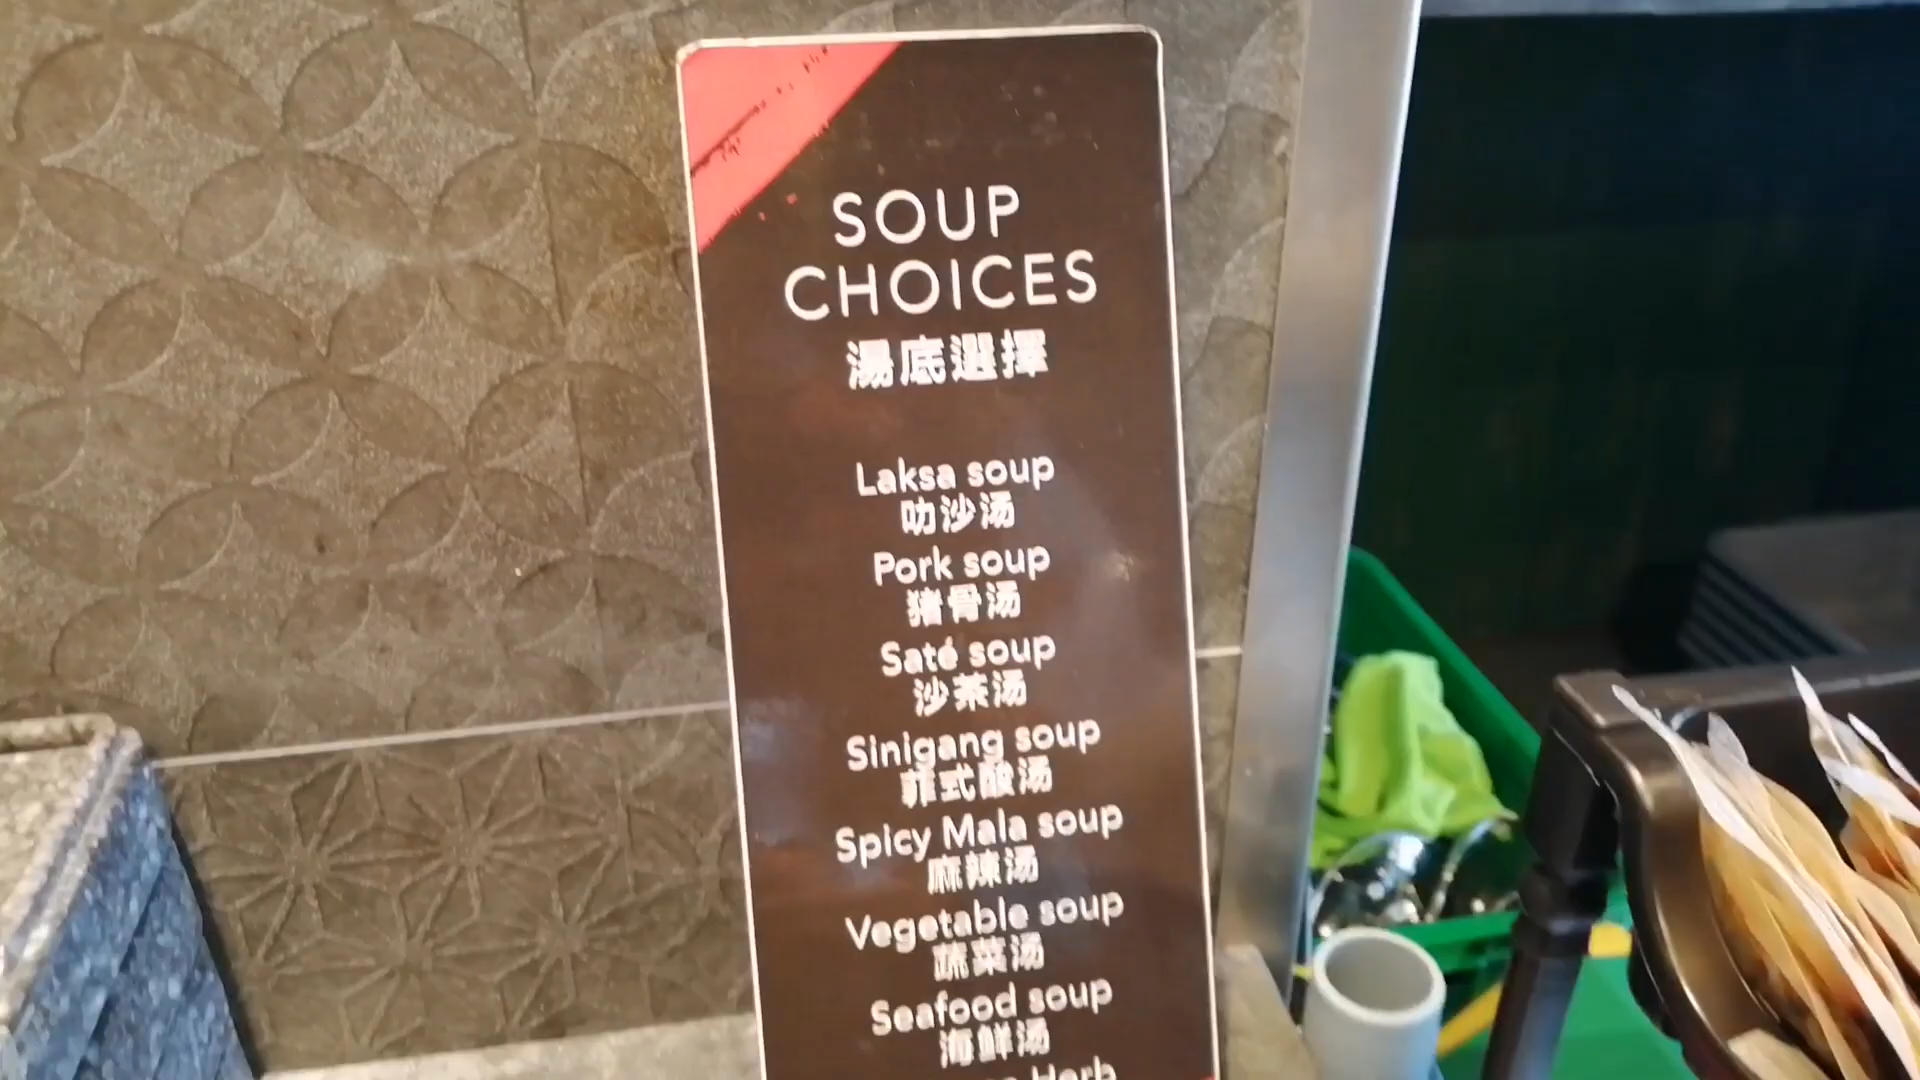 SOUP
CHOICES
湯底選擇
Laksa soup
叻沙汤
Pork soup
猪骨汤
Saté soup
沙茶汤
Sinigang soup
菲式酸汤
Spicy Mala soup
麻辣汤
Vegetable soup
蔬菜汤
Seafood soup
海鲜汤
Herb